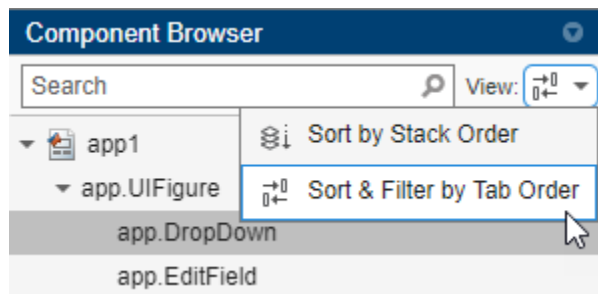 Component Browser
Search View:
app1
Sort by Stack Order
app.UIFigure
Sort & Filter by Tab Order
app.DropDown
app.EditField